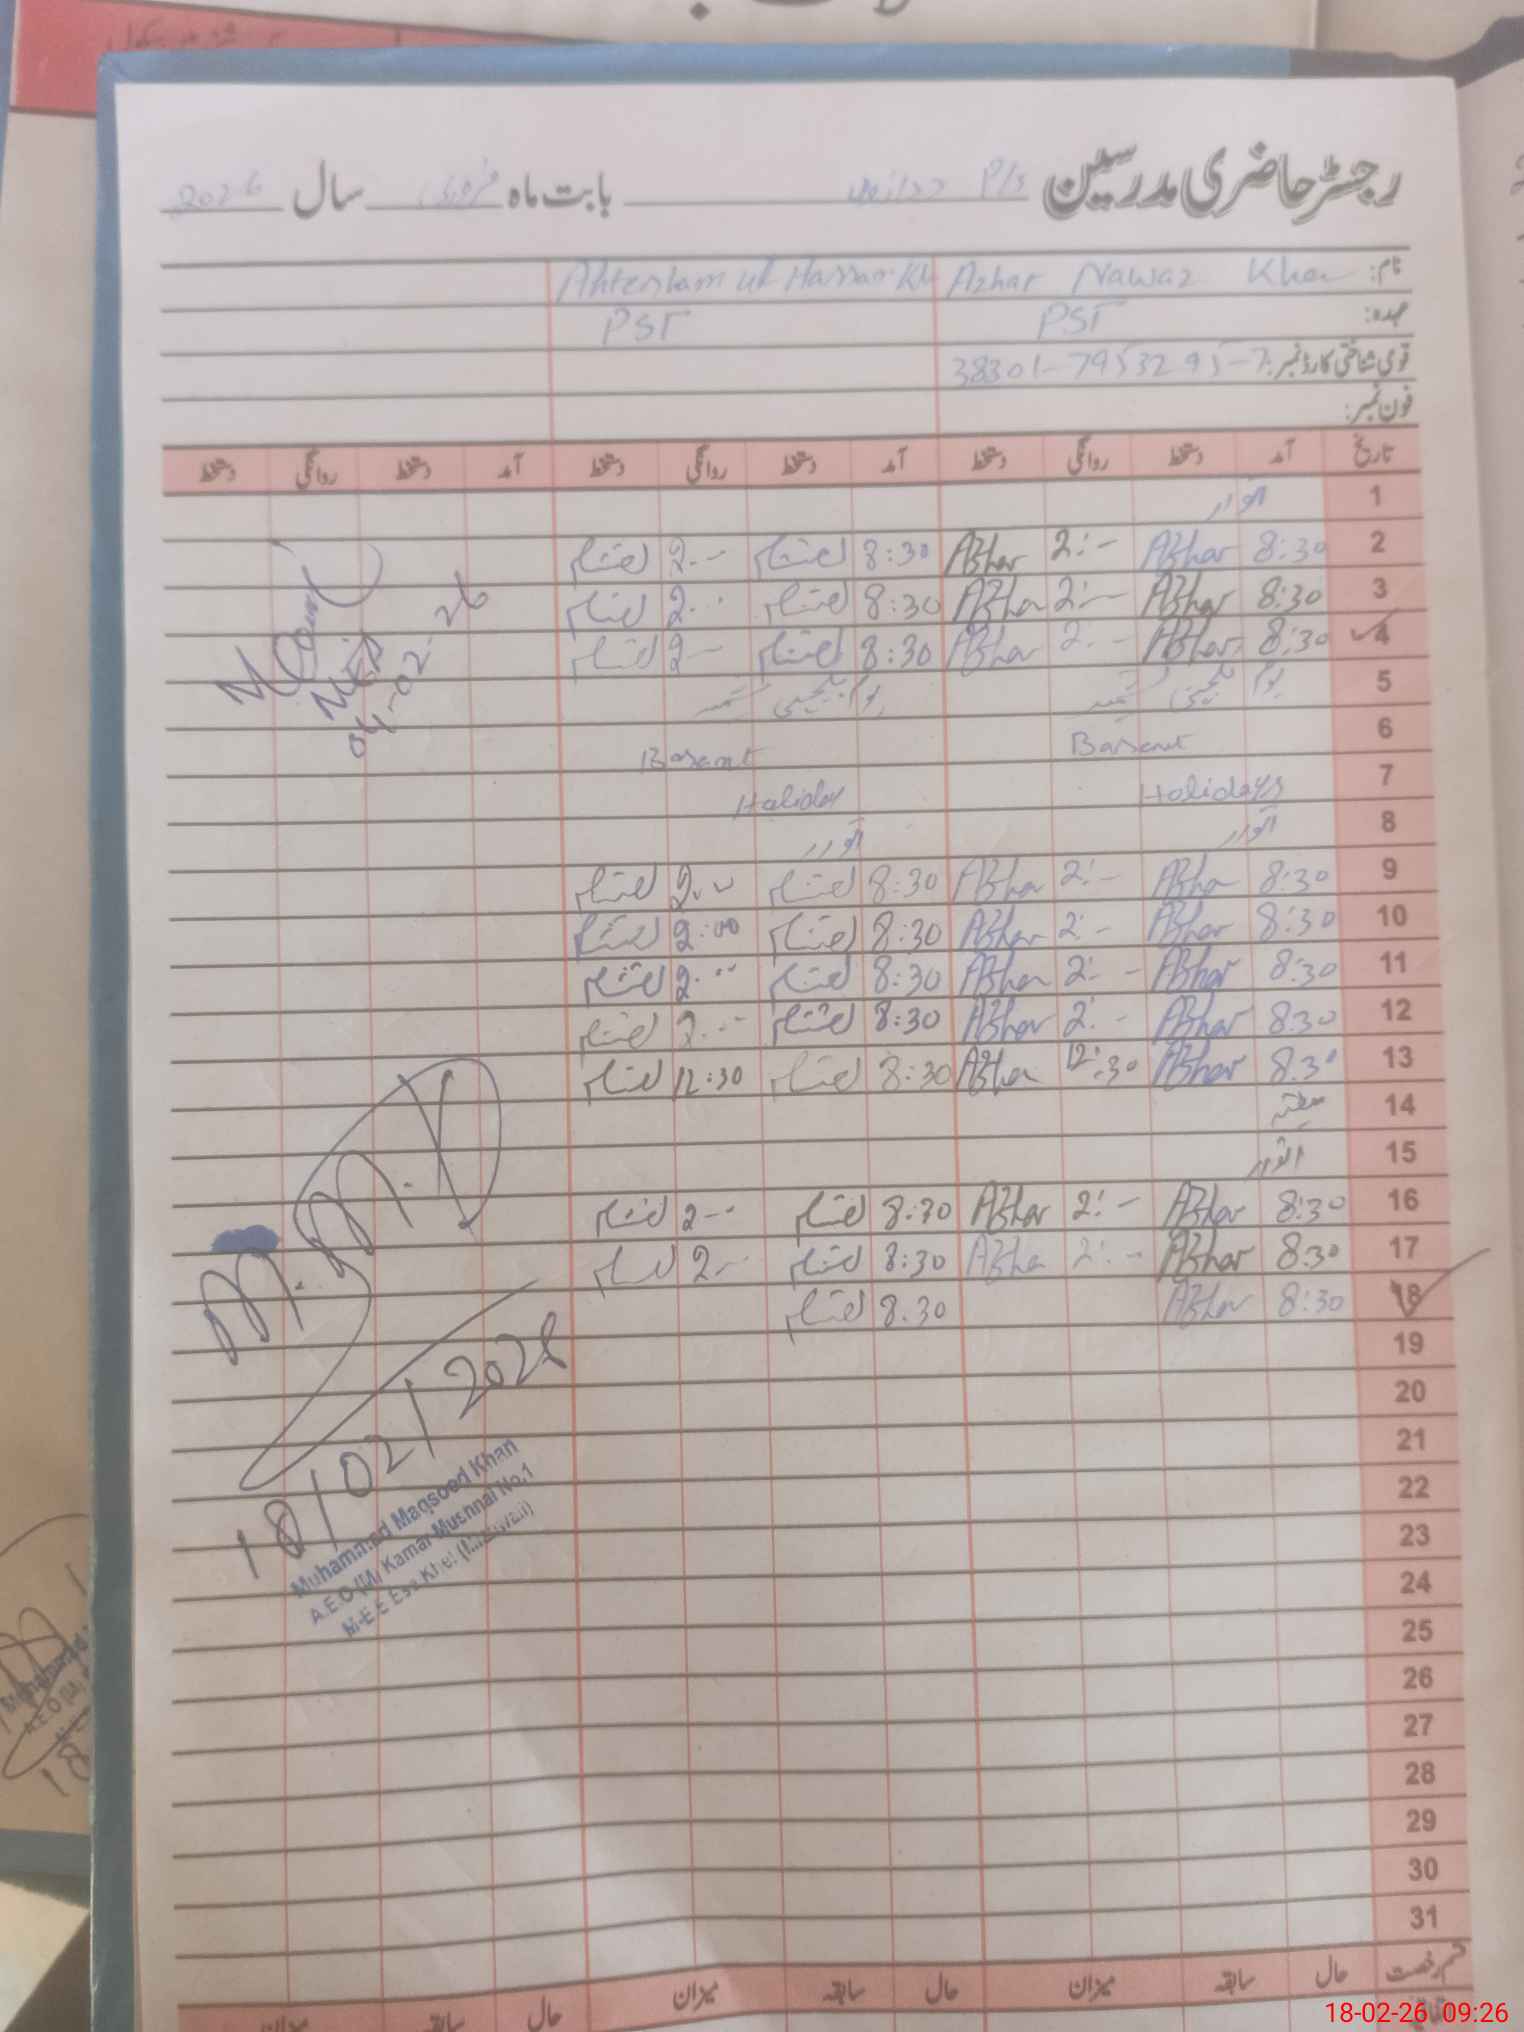 رجسٹر حاضری مدرسین P/S بابت ماہ فروری سال 2026
نام: Azhar Nawaz Khan Ahtesham ul Hassan Kh
عہدہ: PST PST
قومی شناختی کارڈ نمبر: 38301-7953295-7
فون نمبر:
تاریخ آمد دستخط روانگی دستخط آمد دستخط روانگی دستخط آمد دستخط روانگی دستخط
1 اتوار
2 8:30 Azhar 2:- Azhar 8:30 احتشام 2:-- احتشام
3 8:30 Azhar 2:- Azhar 8:30 احتشام 2:-- احتشام
4 8:30 Azhar 2:- Azhar 8:30 احتشام 2:-- احتشام
04-02-26
5 یوم یکجہتی کشمیر یوم یکجہتی کشمیر
6 Basant Basant
7 Holidays Holiday
8 اتوار اتوار
9 8:30 Azhar 2:- Azhar 8:30 احتشام 2:-- احتشام
10 8:30 Azhar 2:- Azhar 8:30 احتشام 2:00 احتشام
11 8:30 Azhar 2:- Azhar 8:30 احتشام 2:-- احتشام
12 8:30 Azhar 2:- Azhar 8:30 احتشام 2:-- احتشام
13 8:30 Azhar 12:30 Azhar 8:30 احتشام 12:30 احتشام
14 ہفتہ
15 اتوار
16 8:30 Azhar 2:- Azhar 8:30 احتشام 2:-- احتشام
17 8:30 Azhar 2:- Azhar 8:30 احتشام 2:-- احتشام
18 8:30 Azhar 8.30 احتشام
19
20
21
22
23
24
25
26
27
28
29
30
31
18/02/2026
Muhammad Maqsood Khan
A.E.O (M) Kamar Mushnai No.1
M-EE Esa Khel (Mianwali)
قسم رخصت حال سابقہ میزان حال سابقہ میزان حال سابقہ میزان
18-02-26 09:26